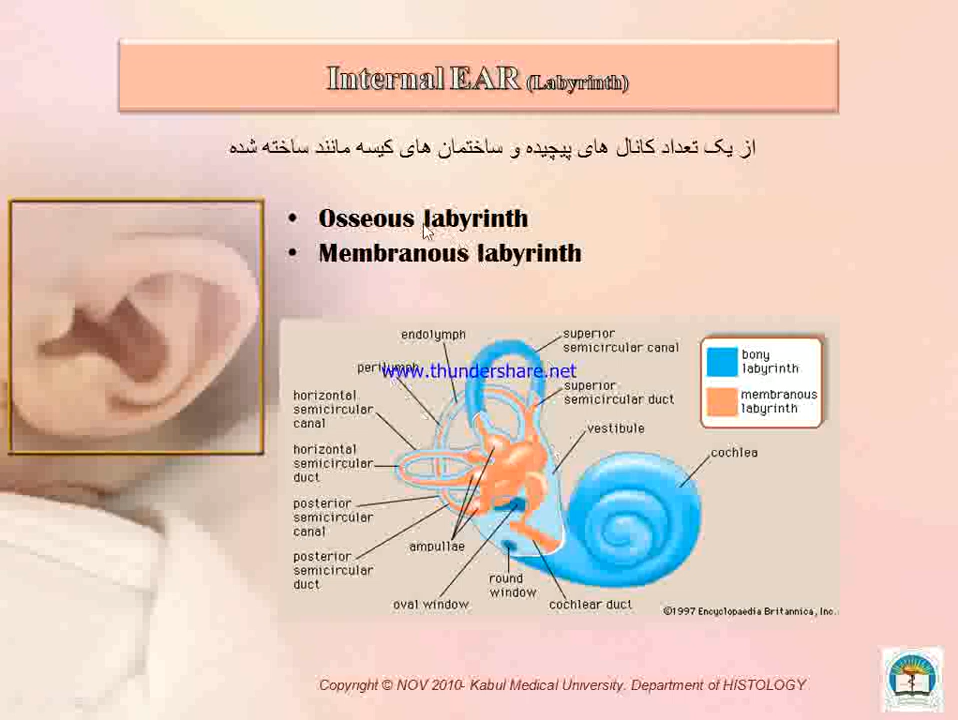 Internal EAR (Labyrinth)
از یک تعداد کانال های پیچیده و ساختمان های کیسه مانند ساخته شده
• Osseous labyrinth
• Membranous labyrinth
endolymph
superior
semicircular canal
perilymph
www.thundershare.net
superior
semicircular duct
bony
labyrinth
membranous
labyrinth
horizontal
semicircular
canal
vestibule
horizontal
semicircular
duct
cochlea
posterior
semicircular
canal
ampullae
posterior
semicircular
duct
round
window
oval window
cochlear duct
©1997 Encyclopaedia Britannica, Inc.
Copyright © NOV 2010- Kabul Medical University. Department of HISTOLOGY